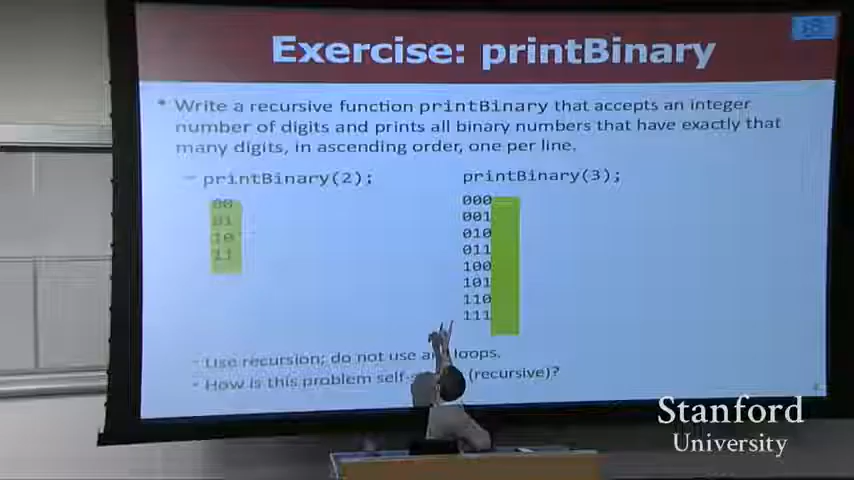 Exercise: printBinary
• Write a recursive function printBinary that accepts an integer
number of digits and prints all binary numbers that have exactly that
many digits, in ascending order, one per line.
– printBinary(2);
00
01
10
11
printBinary(3);
000
001
010
011
100
101
110
111
– Use recursion; do not use loops.
– How is this problem (recursive)?
Stanford
University